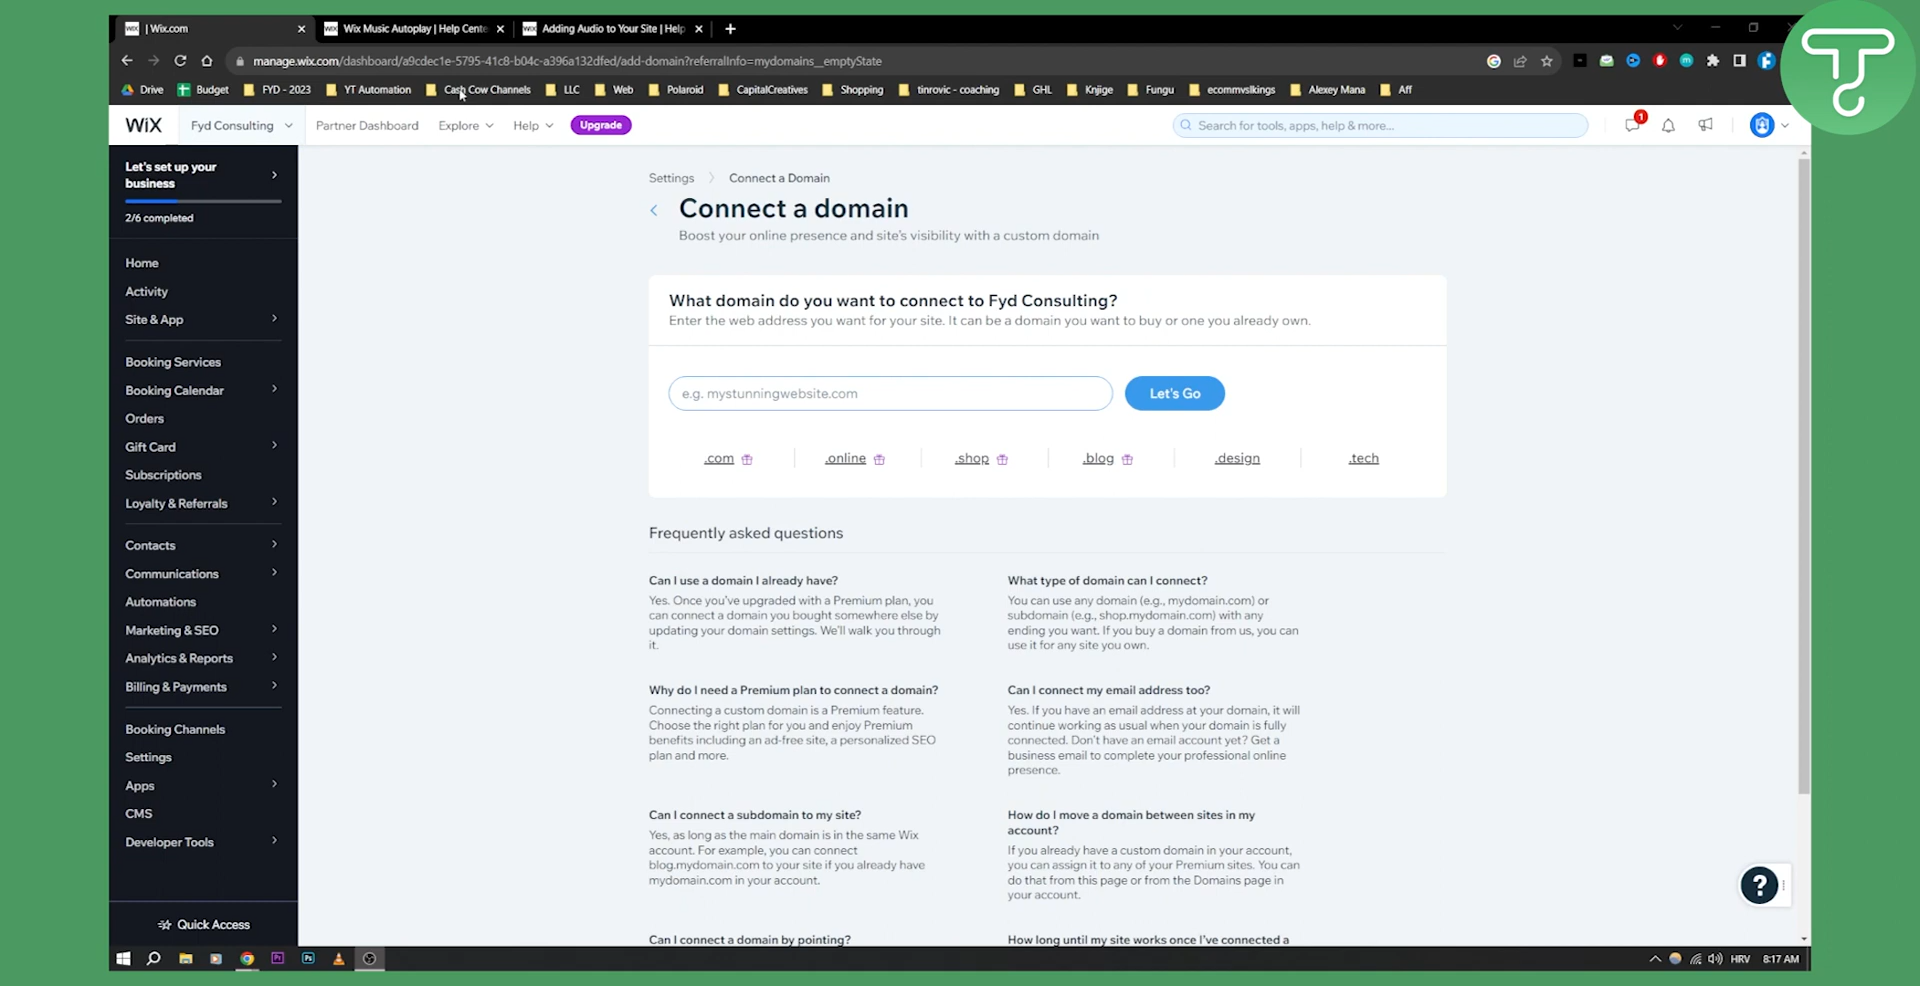 WiX | Wix.com
WiX Wix Music Autoplay | Help Cente
WiX Adding Audio to Your Site | Help
manage.wix.com/dashboard/a9cdec1e-5795-41c8-b04c-a396a132dfed/add-domain?referralInfo=mydomains__emptyState
Drive Budget FYD - 2023 YT Automation Cash Cow Channels LLC Web Polaroid CapitalCreatives Shopping tinrovic - coaching GHL Knjige Fungu ecommvslkings Alexey Mana Aff
WiX Fyd Consulting Partner Dashboard Explore Help Upgrade Search for tools, apps, help & more... 1
Let's set up your
business
2/6 completed
Home
Activity
Site & App
Booking Services
Booking Calendar
Orders
Gift Card
Subscriptions
Loyalty & Referrals
Contacts
Communications
Automations
Marketing & SEO
Analytics & Reports
Billing & Payments
Booking Channels
Settings
Apps
CMS
Developer Tools
Quick Access
Settings Connect a Domain
Connect a domain
Boost your online presence and site's visibility with a custom domain
What domain do you want to connect to Fyd Consulting?
Enter the web address you want for your site. It can be a domain you want to buy or one you already own.
e.g. mystunningwebsite.com Let's Go
.com .online .shop .blog .design .tech
Frequently asked questions
Can I use a domain I already have?
Yes. Once you've upgraded with a Premium plan, you
can connect a domain you bought somewhere else by
updating your domain settings. We'll walk you through
it.
What type of domain can I connect?
You can use any domain (e.g., mydomain.com) or
subdomain (e.g., shop.mydomain.com) with any
ending you want. If you buy a domain from us, you can
use it for any site you own.
Why do I need a Premium plan to connect a domain?
Connecting a custom domain is a Premium feature.
Choose the right plan for you and enjoy Premium
benefits including an ad-free site, a personalized SEO
plan and more.
Can I connect my email address too?
Yes. If you have an email address at your domain, it will
continue working as usual when your domain is fully
connected. Don't have an email account yet? Get a
business email to complete your professional online
presence.
Can I connect a subdomain to my site?
Yes, as long as the main domain is in the same Wix
account. For example, you can connect
blog.mydomain.com to your site if you already have
mydomain.com in your account.
How do I move a domain between sites in my
account?
If you already have a custom domain in your account,
you can assign it to any of your Premium sites. You can
do that from this page or from the Domains page in
your account.
Can I connect a domain by pointing?
How long until my site works once I've connected a
?
Pr Ps HRV 8:17 AM